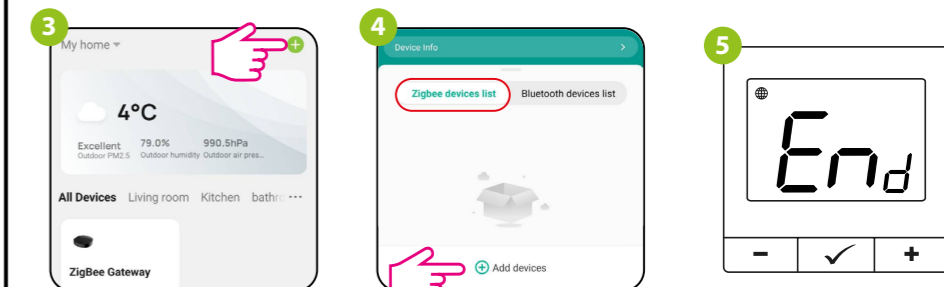 3
My home
4°C
Excellent 79.0% 990.5hPa
Outdoor PM2.5 Outdoor humidity Outdoor air pres...
All Devices Living room Kitchen bathro ...
ZigBee Gateway
4
Device Info >
Zigbee devices list Bluetooth devices list
Add devices
5
End
- ✓ +